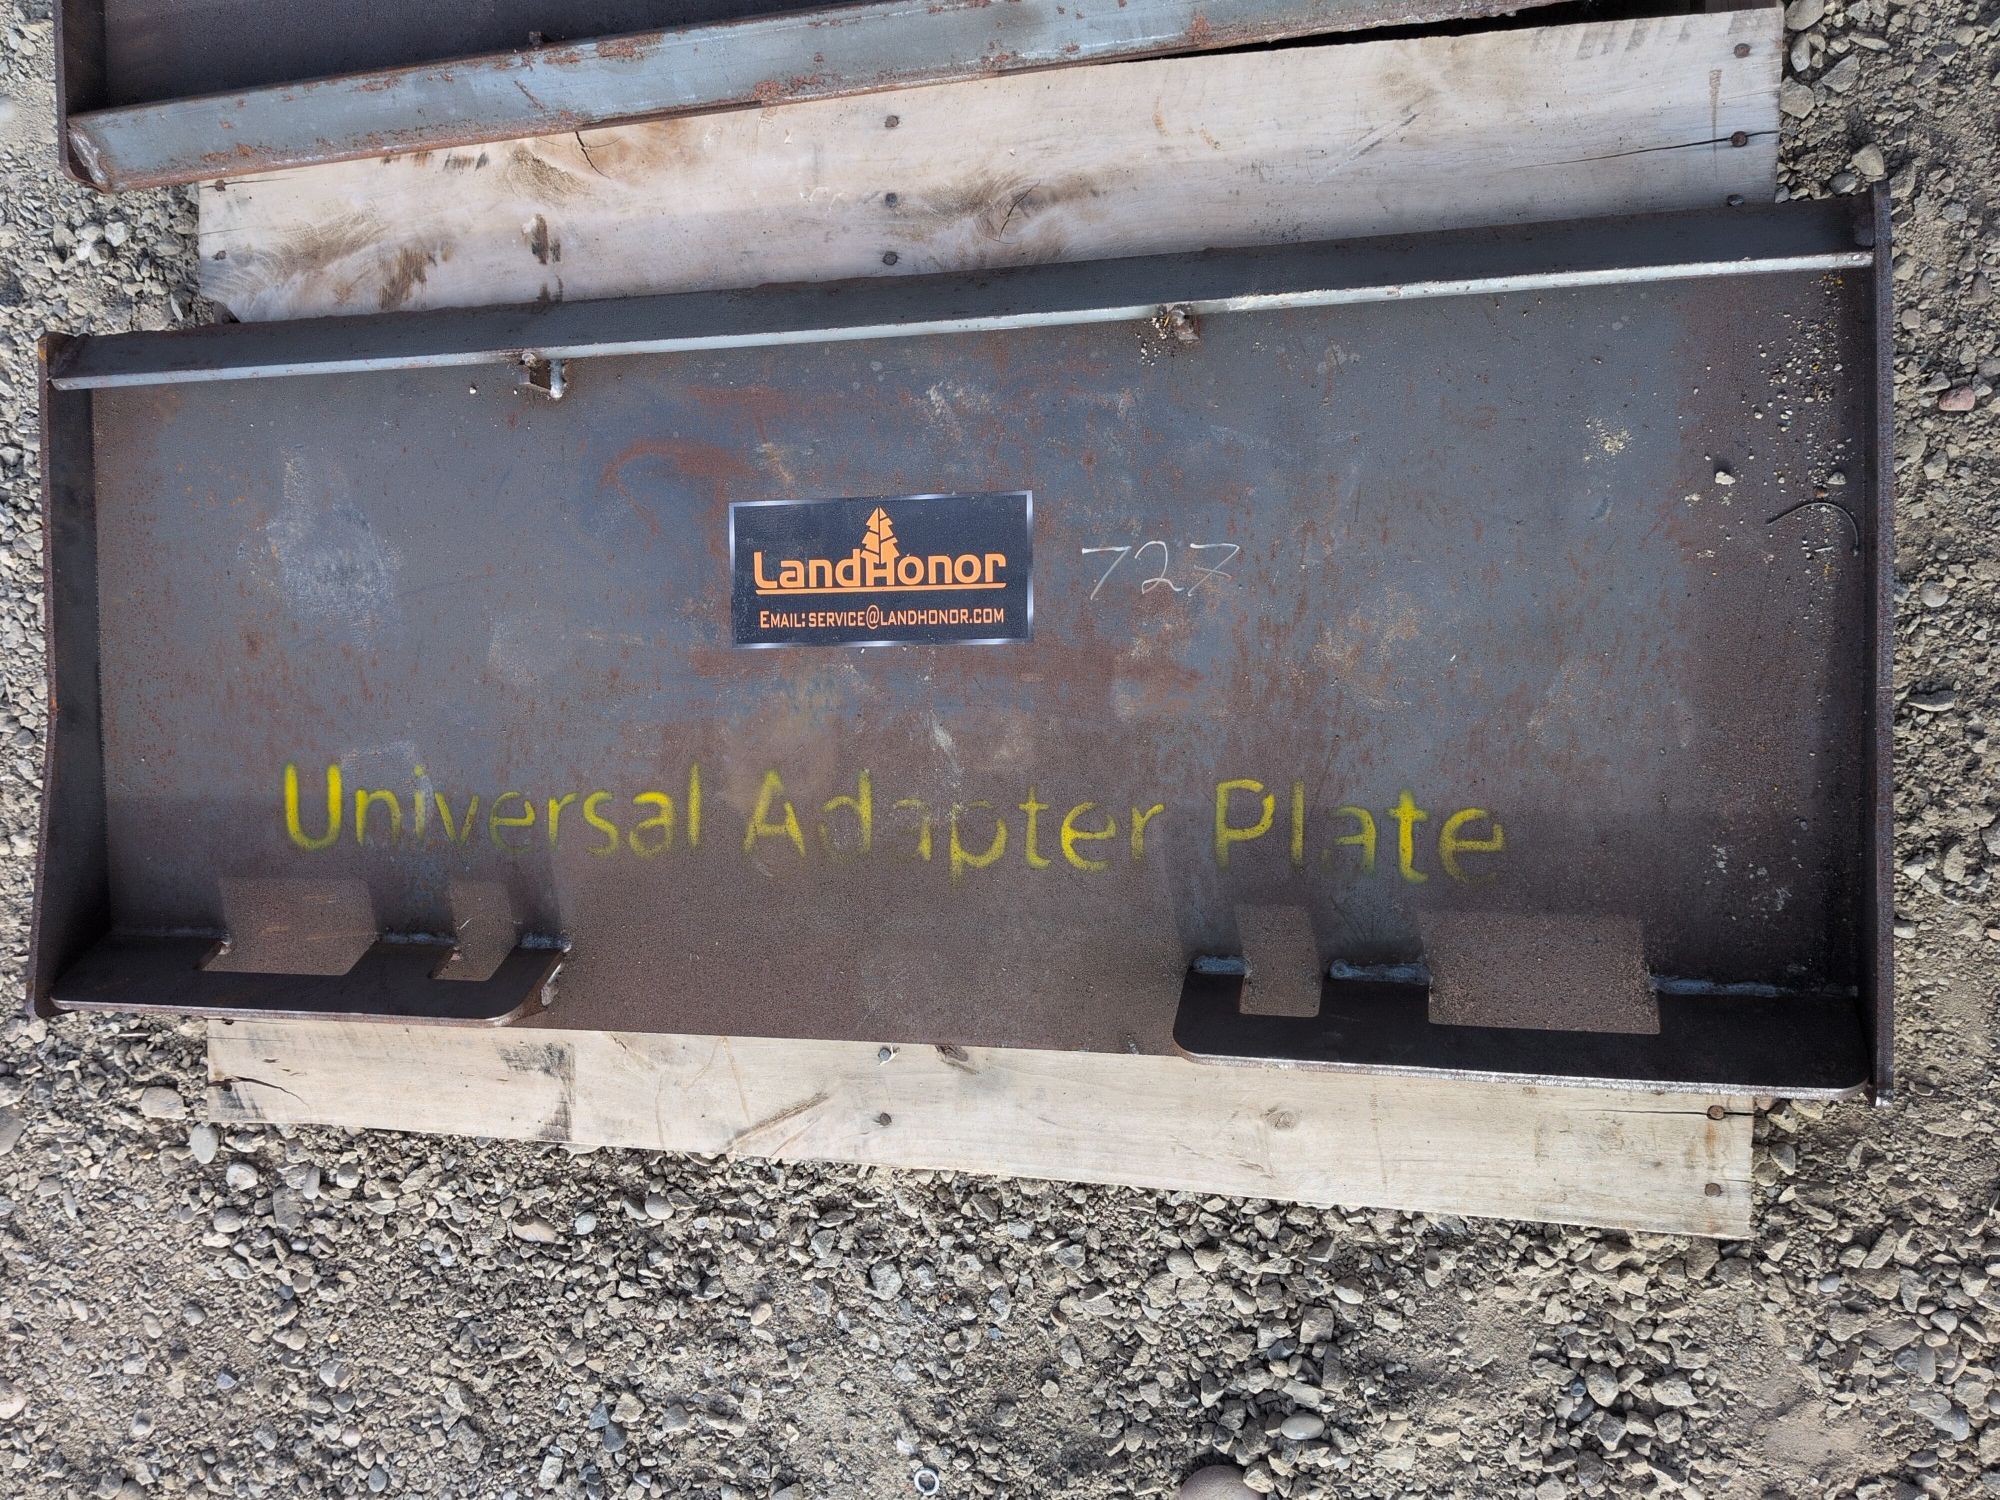 LandHonor
727
Email: service@landhonor.com
Universal Adapter Plate